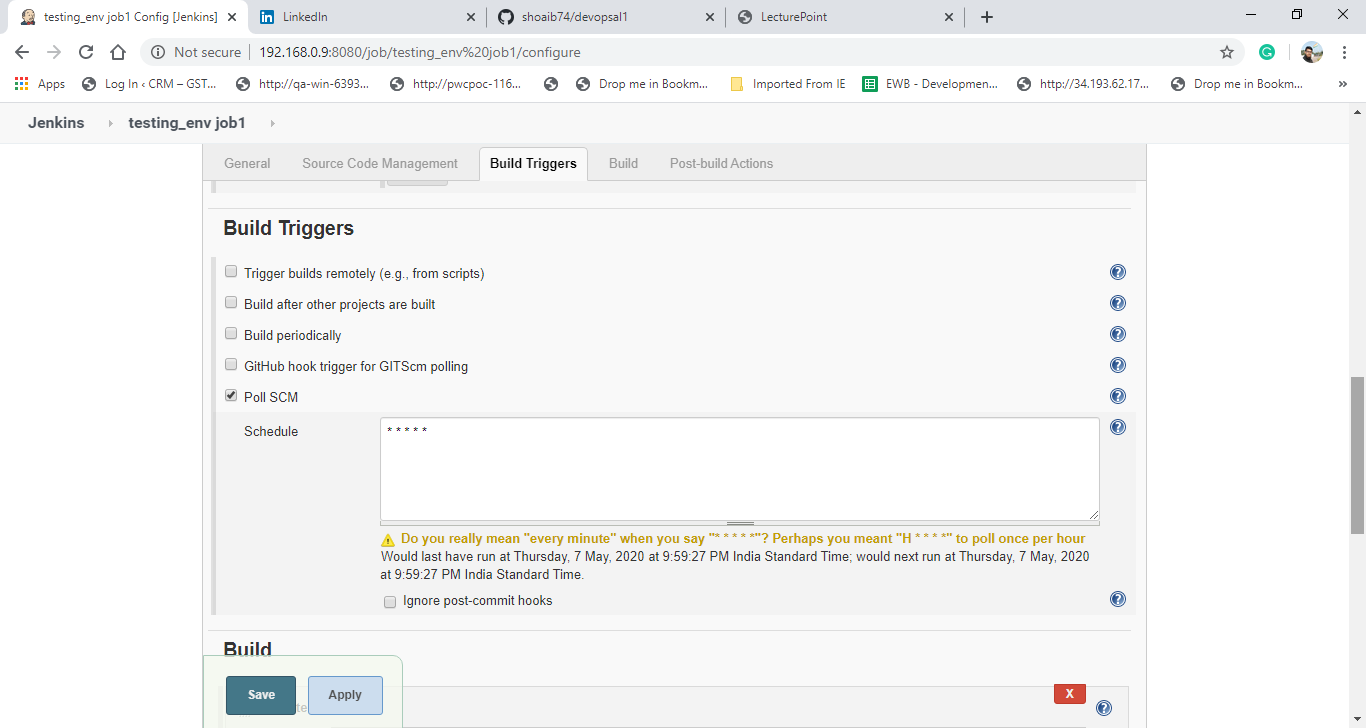 testing_env job1 Config [Jenkins]
LinkedIn
shoaib74/devopsal1
LecturePoint
Not secure
192.168.0.9:8080/job/testing_env%20job1/configure
Apps
Log In ‹ CRM – GST...
http://qa-win-6393...
http://pwcpoc-116...
Drop me in Bookm...
Imported From IE
EWB - Developmen...
http://34.193.62.17...
Drop me in Bookm...
Jenkins
testing_env job1
General
Source Code Management
Build Triggers
Build
Post-build Actions
Build Triggers
Trigger builds remotely (e.g., from scripts)
Build after other projects are built
Build periodically
GitHub hook trigger for GITScm polling
Poll SCM
Schedule
* * * * *
Do you really mean "every minute" when you say "* * * * *"? Perhaps you meant "H * * * *" to poll once per hour
Would last have run at Thursday, 7 May, 2020 at 9:59:27 PM India Standard Time; would next run at Thursday, 7 May, 2020
at 9:59:27 PM India Standard Time.
Ignore post-commit hooks
Build
Save
Apply
X